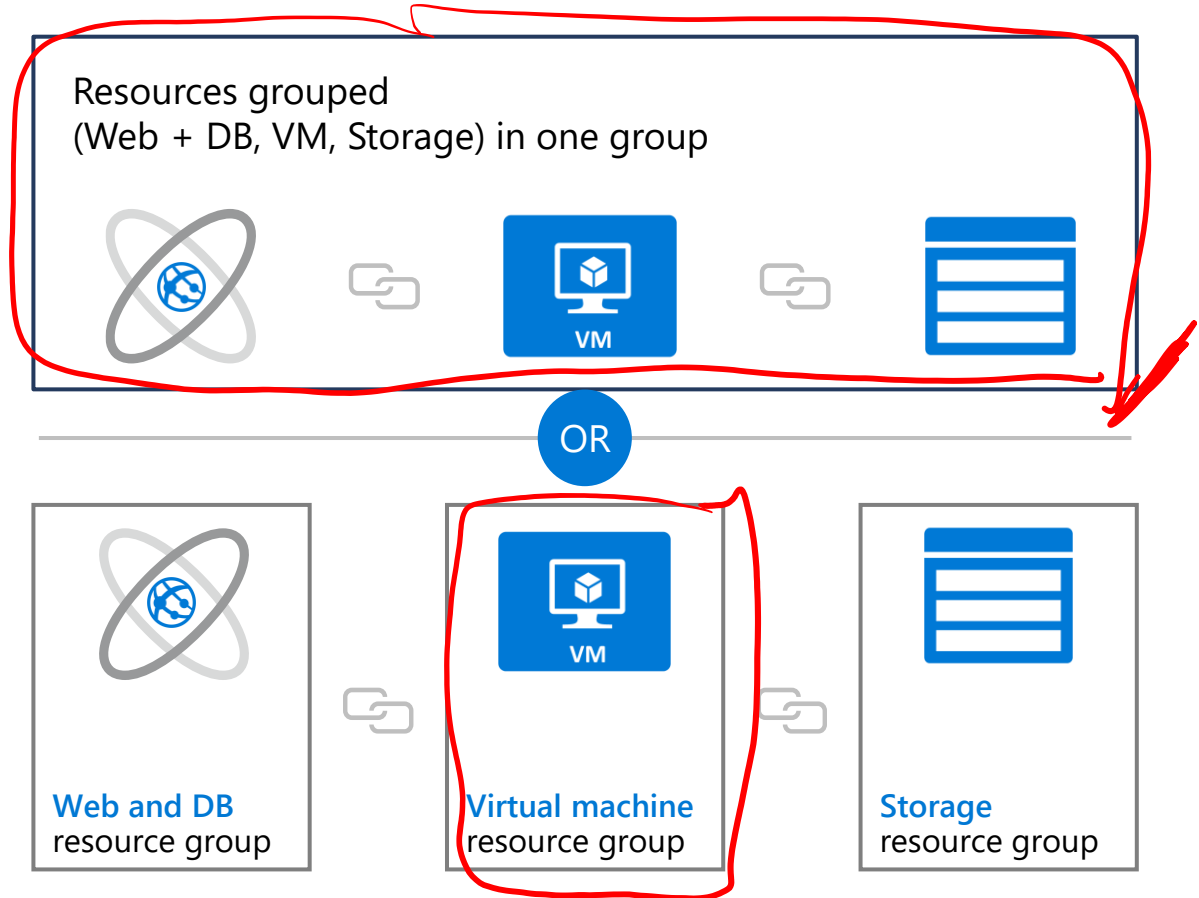 Resources grouped
(Web + DB, VM, Storage) in one group
VM
OR
VM
Web and DB
resource group
Virtual machine
resource group
Storage
resource group